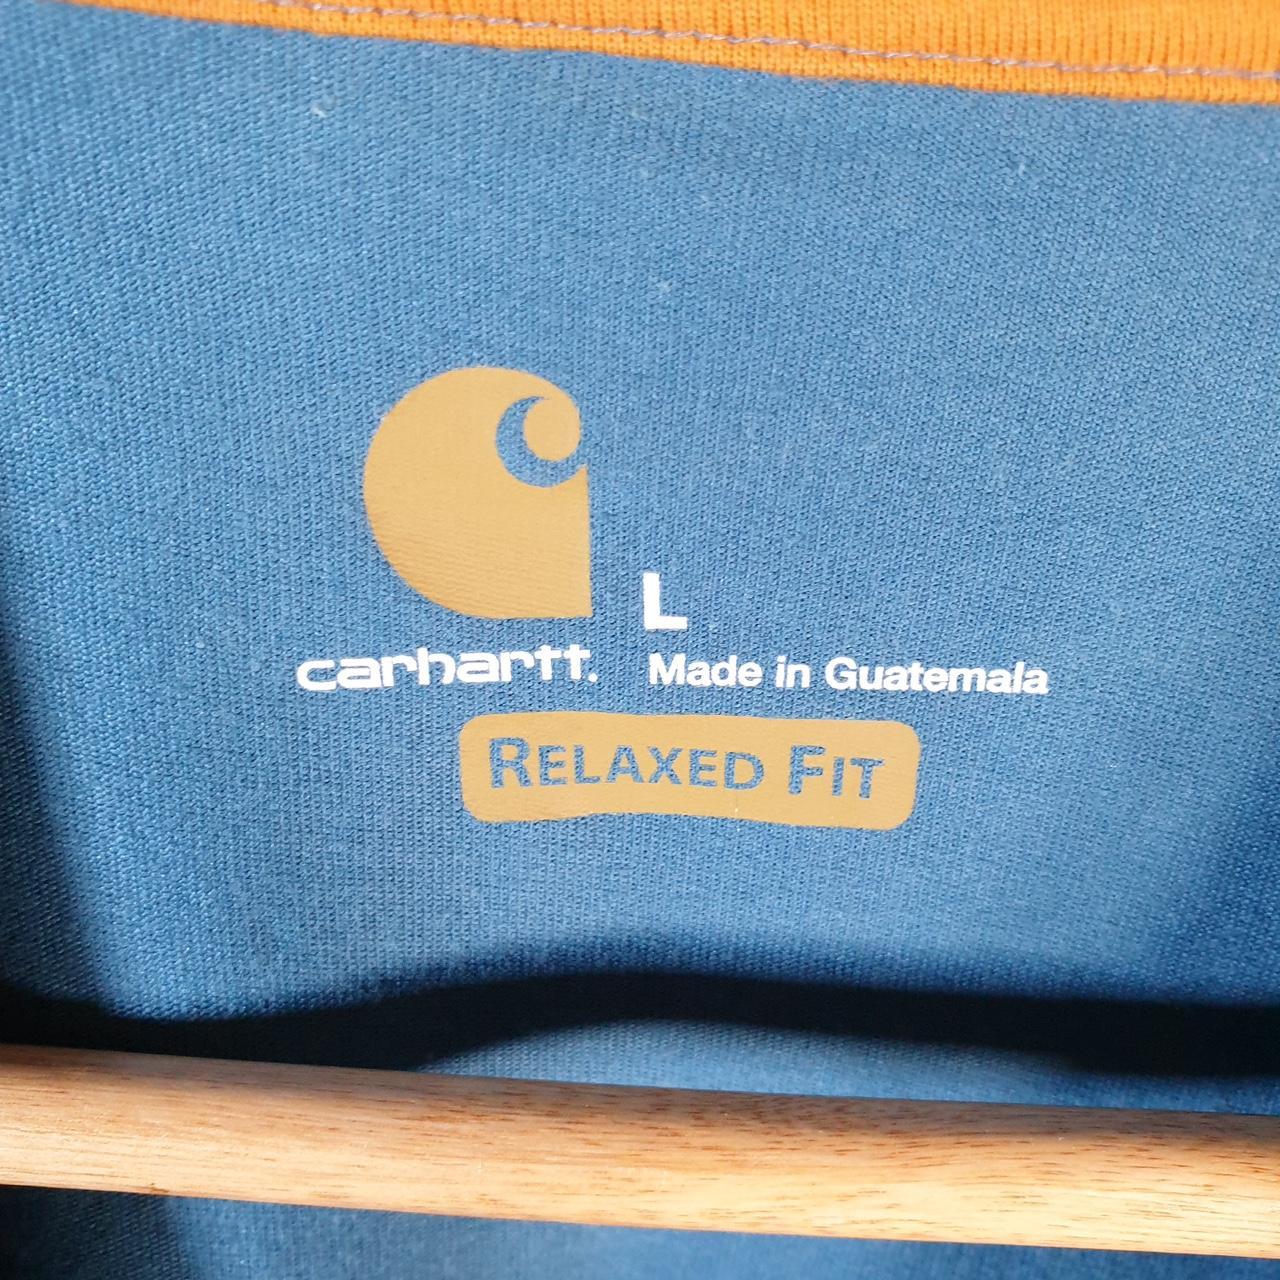 L
carhartt.
Made in Guatemala
RELAXED FIT